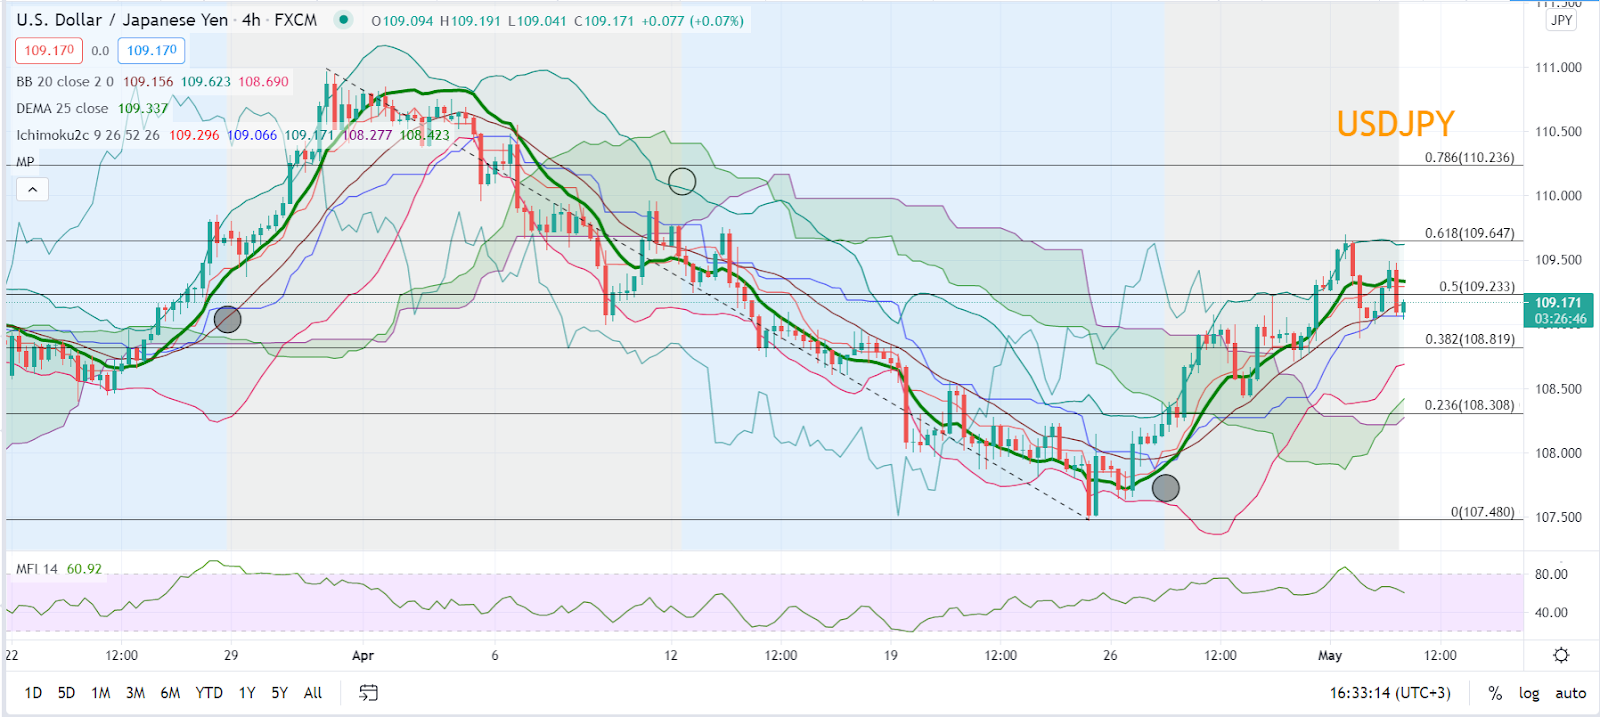 U.S. Dollar / Japanese Yen · 4h · FXCM O109.094 H109.191 L109.041 C109.171 +0.077 (+0.07%)
109.170 0.0 109.170
BB 20 close 2 0 109.156 109.623 108.690
DEMA 25 close 109.337
Ichimoku2c 9 26 52 26 109.296 109.066 109.171 108.277 108.423
MP
USDJPY
0.786(110.236)
0.618(109.647)
0.5(109.233)
0.382(108.819)
0.236(108.308)
0(107.480)
111.500
JPY
111.000
110.500
110.000
109.500
109.171
03:26:46
109.000
108.500
108.000
107.500
MFI 14 60.92
80.00
40.00
22 12:00 29 Apr 6 12 12:00 19 12:00 26 12:00 May 12:00
1D 5D 1M 3M 6M YTD 1Y 5Y All 16:33:14 (UTC+3) % log auto